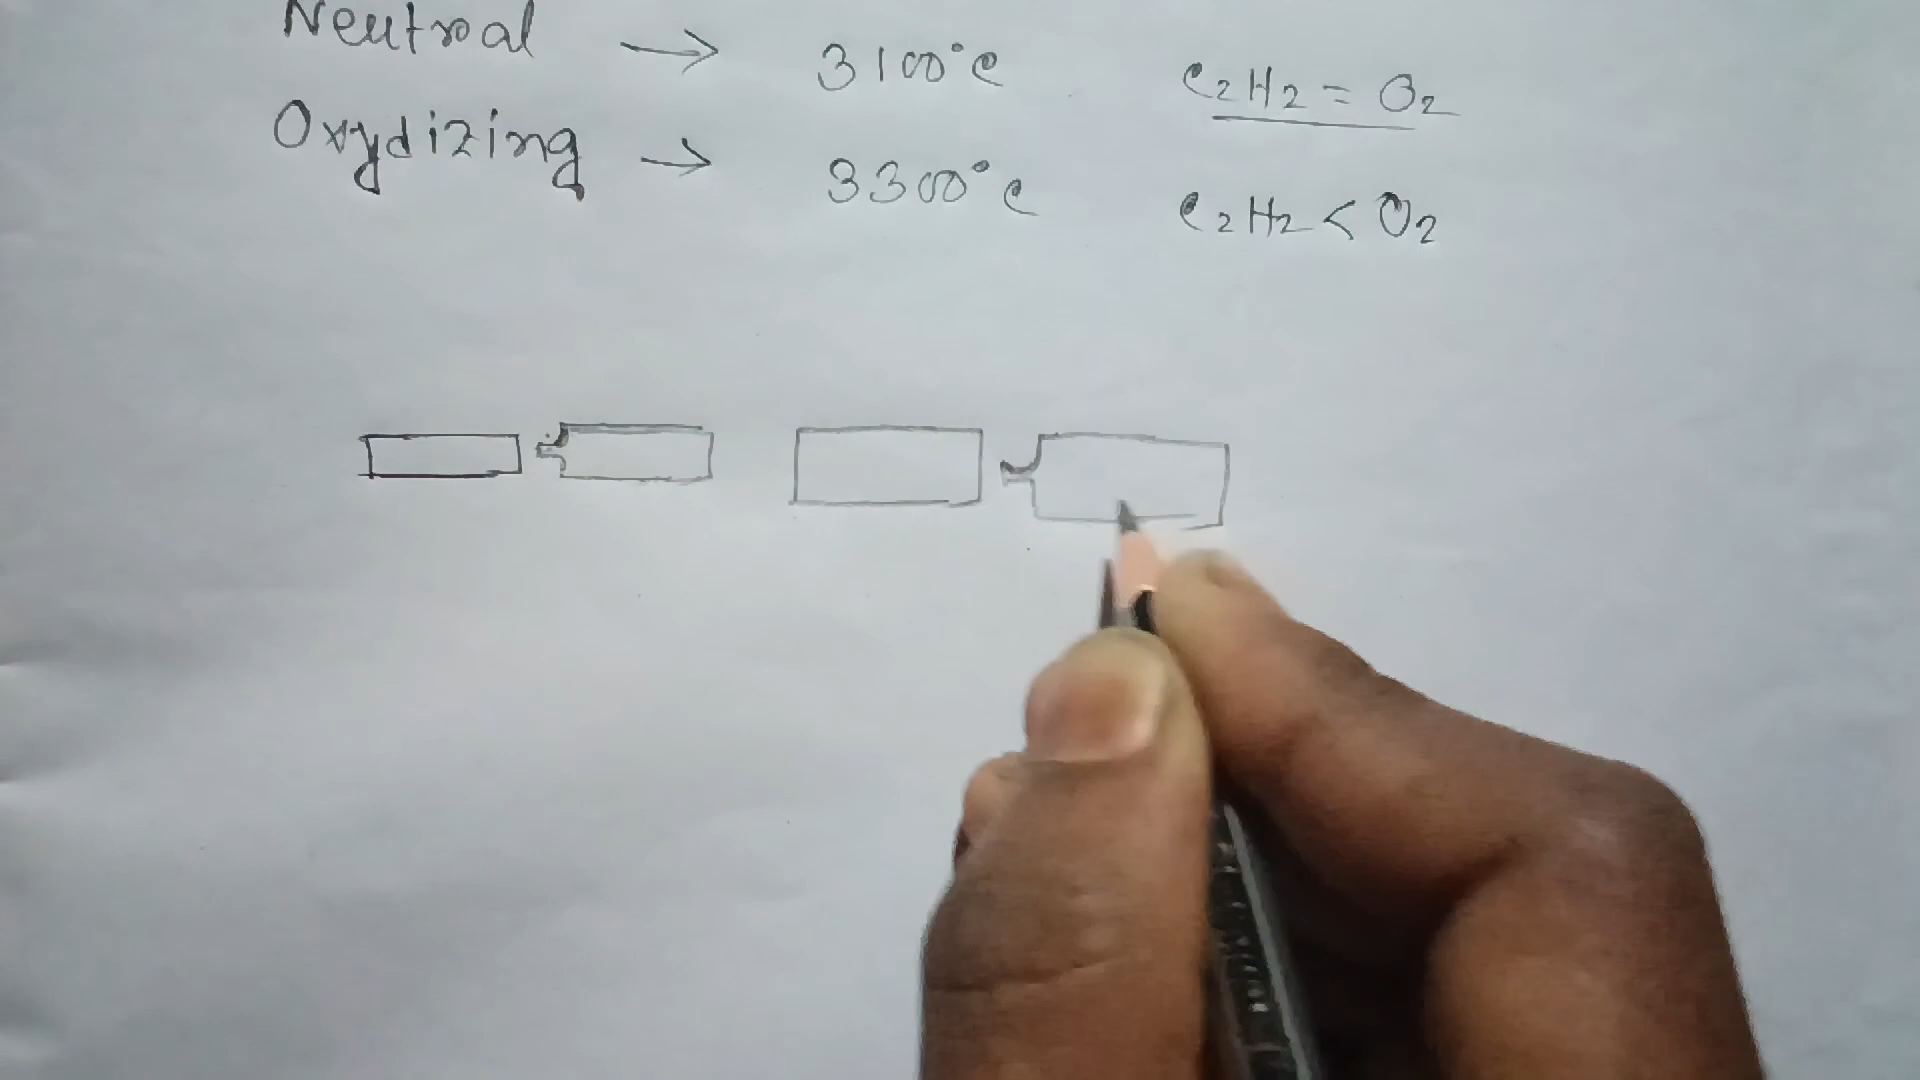 Neutral → 3100°C C₂H₂ = O₂
Oxydizing → 3300°C C₂H₂ < O₂